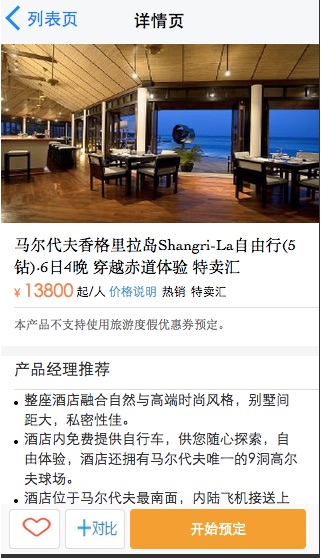 列表页 详情页
马尔代夫香格里拉岛Shangri-La自由行(5
钻)·6日4晚 穿越赤道体验 特卖汇
¥ 13800 起/人 价格说明 热销 特卖汇
本产品不支持使用旅游度假优惠券预定。
产品经理推荐
整座酒店融合自然与高端时尚风格，别墅间
距大，私密性佳。
酒店内免费提供自行车，供您随心探索，自
由体验，酒店还拥有马尔代夫唯一的9洞高尔
夫球场。
酒店位于马尔代夫最南面，内陆飞机接送上
+对比 开始预定